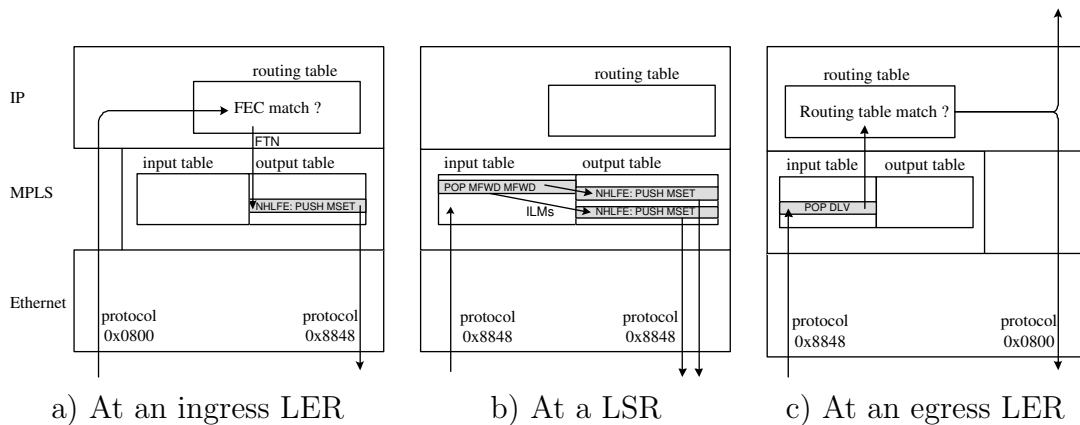 IP
MPLS
Ethernet
routing table
FEC match ?
FTN
input table
output table
NHLFE: PUSH MSET
protocol
0x0800
protocol
0x8848
a) At an ingress LER
routing table
input table
output table
POP MFWD MFWD
NHLFE: PUSH MSET
NHLFE: PUSH MSET
ILMs
protocol
0x8848
protocol
0x8848
b) At a LSR
routing table
Routing table match ?
input table
output table
POP DLV
protocol
0x8848
protocol
0x0800
c) At an egress LER